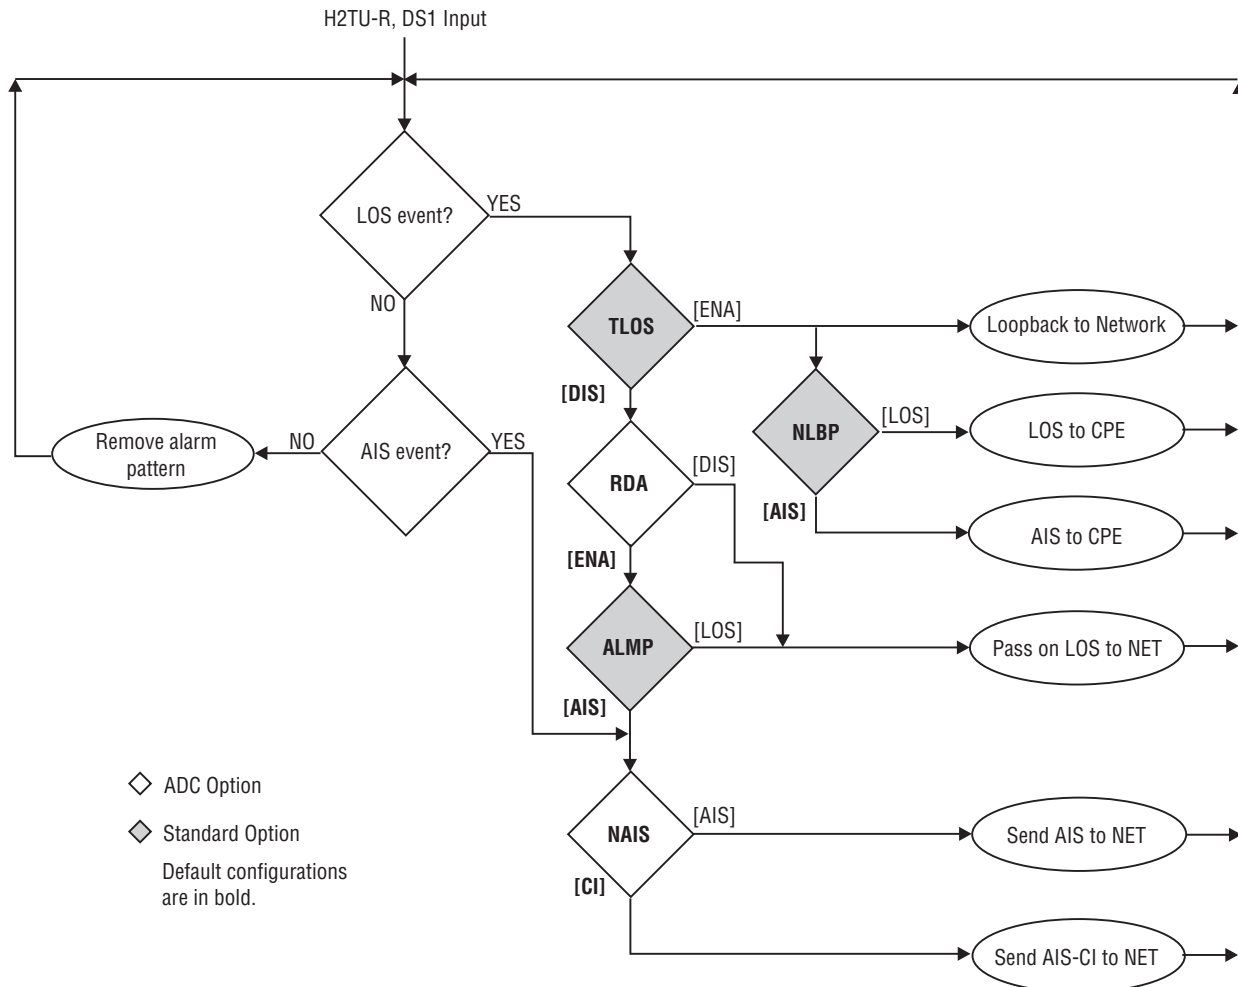 H2TU-R, DS1 Input
LOS event?
YES
NO
TLOS
[ENA]
Loopback to Network
[DIS]
NLBP
[LOS]
LOS to CPE
Remove alarm
pattern
NO
AIS event?
YES
RDA
[DIS]
[AIS]
AIS to CPE
[ENA]
ALMP
[LOS]
Pass on LOS to NET
[AIS]
ADC Option
Standard Option
Default configurations
are in bold.
NAIS
[AIS]
Send AIS to NET
[CI]
Send AIS-CI to NET